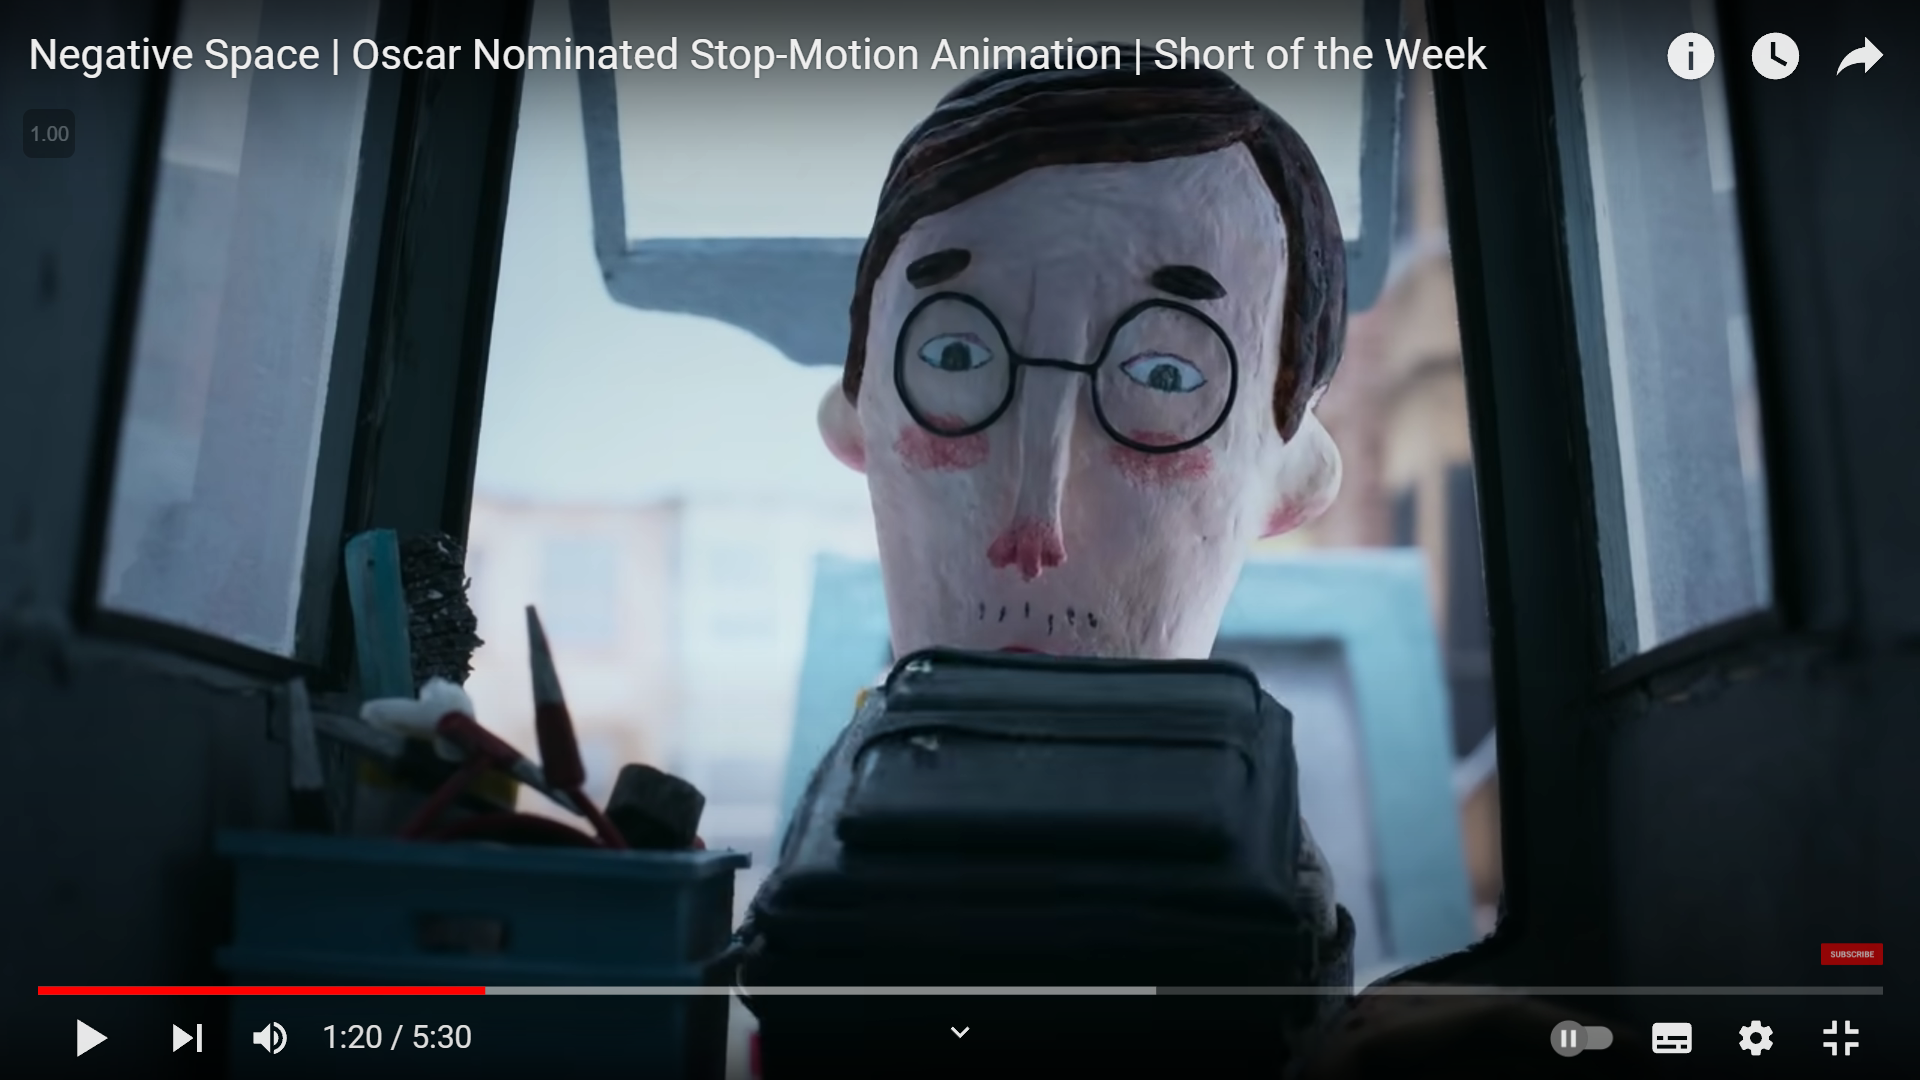 Negative Space | Oscar Nominated Stop-Motion Animation | Short of the Week
1.00
SUBSCRIBE
1:20 / 5:30